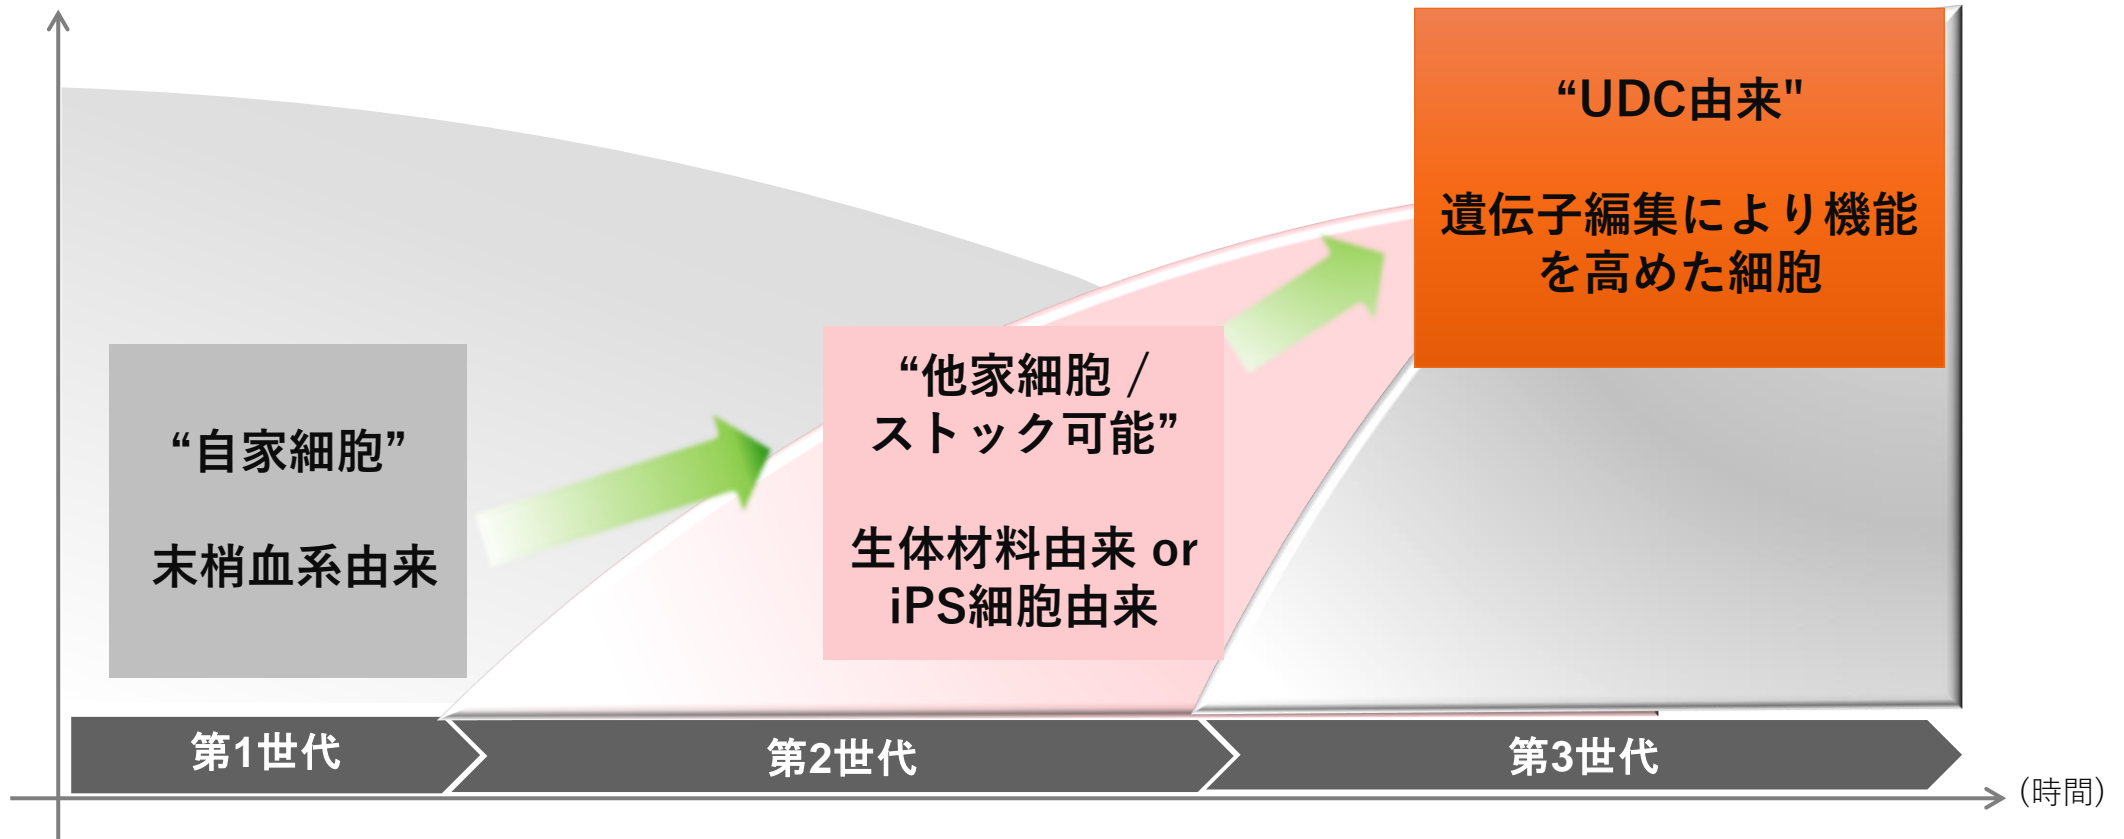 “UDC由来"
遺伝子編集により機能
を高めた細胞
“他家細胞 /
ストック可能”
生体材料由来 or
iPS細胞由来
“自家細胞”
末梢血系由来
第1世代
第2世代
第3世代
(時間)